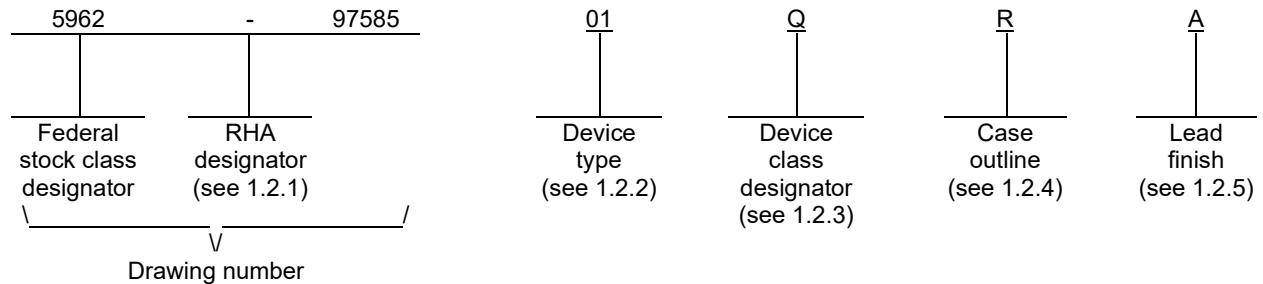 5962 - 97585 01 Q R A
Federal stock class designator
RHA designator (see 1.2.1)
Device type (see 1.2.2)
Device class designator (see 1.2.3)
Case outline (see 1.2.4)
Lead finish (see 1.2.5)
\ /
\/
Drawing number